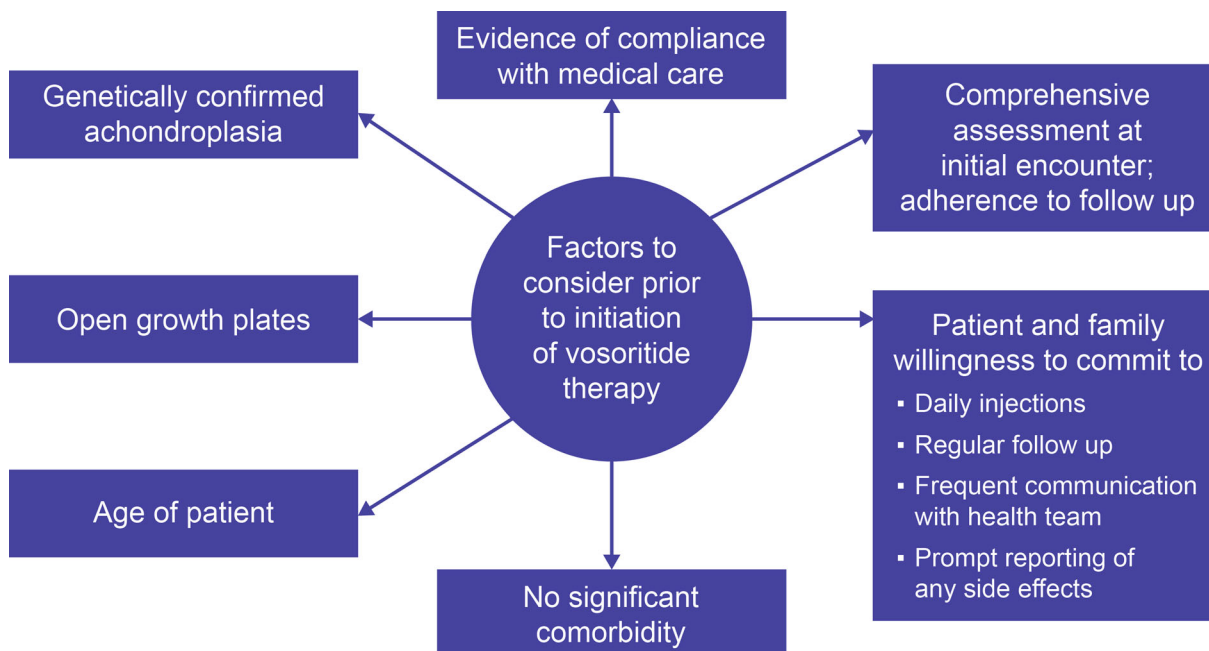 Evidence of compliance
with medical care
Genetically confirmed
achondroplasia
Comprehensive
assessment at
initial encounter;
adherence to follow up
Factors to
consider prior
to initiation
of vosoritide
therapy
Open growth plates
Patient and family
willingness to commit to
▪ Daily injections
▪ Regular follow up
▪ Frequent communication
with health team
▪ Prompt reporting of
any side effects
Age of patient
No significant
comorbidity